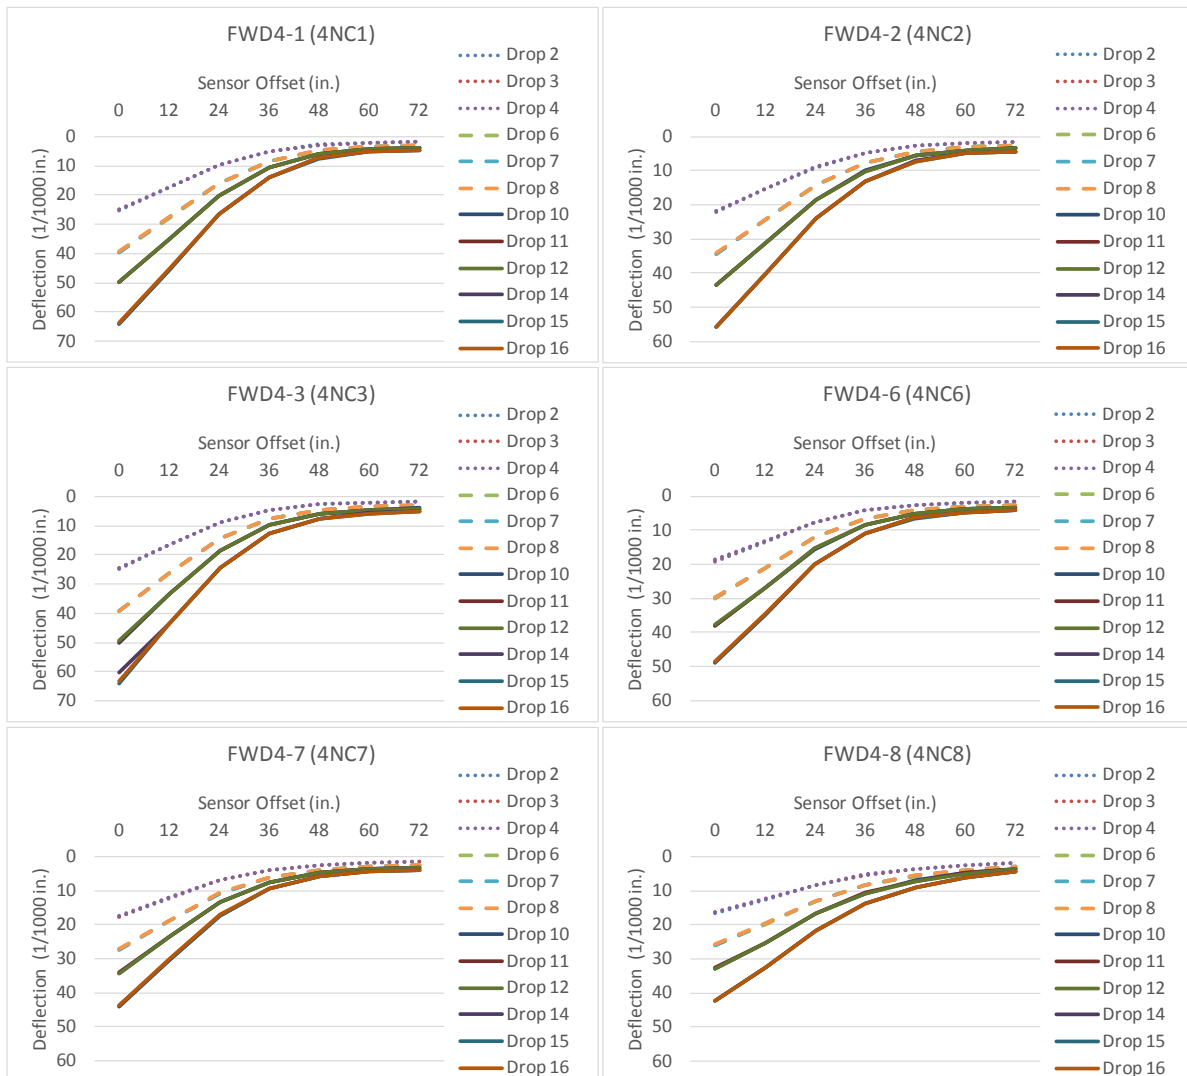 FWD4-1 (4NC1)
Sensor Offset (in.)
0 12 24 36 48 60 72
0
10
20
30
40
50
60
70
Deflection (1/1000 in.)
Drop 2
Drop 3
Drop 4
Drop 6
Drop 7
Drop 8
Drop 10
Drop 11
Drop 12
Drop 14
Drop 15
Drop 16
FWD4-2 (4NC2)
Sensor Offset (in.)
0 12 24 36 48 60 72
0
10
20
30
40
50
60
Deflection (1/1000 in.)
Drop 2
Drop 3
Drop 4
Drop 6
Drop 7
Drop 8
Drop 10
Drop 11
Drop 12
Drop 14
Drop 15
Drop 16
FWD4-3 (4NC3)
Sensor Offset (in.)
0 12 24 36 48 60 72
0
10
20
30
40
50
60
70
Deflection (1/1000 in.)
Drop 2
Drop 3
Drop 4
Drop 6
Drop 7
Drop 8
Drop 10
Drop 11
Drop 12
Drop 14
Drop 15
Drop 16
FWD4-6 (4NC6)
Sensor Offset (in.)
0 12 24 36 48 60 72
0
10
20
30
40
50
60
Deflection (1/1000 in.)
Drop 2
Drop 3
Drop 4
Drop 6
Drop 7
Drop 8
Drop 10
Drop 11
Drop 12
Drop 14
Drop 15
Drop 16
FWD4-7 (4NC7)
Sensor Offset (in.)
0 12 24 36 48 60 72
0
10
20
30
40
50
60
Deflection (1/1000 in.)
Drop 2
Drop 3
Drop 4
Drop 6
Drop 7
Drop 8
Drop 10
Drop 11
Drop 12
Drop 14
Drop 15
Drop 16
FWD4-8 (4NC8)
Sensor Offset (in.)
0 12 24 36 48 60 72
0
10
20
30
40
50
60
Deflection (1/1000 in.)
Drop 2
Drop 3
Drop 4
Drop 6
Drop 7
Drop 8
Drop 10
Drop 11
Drop 12
Drop 14
Drop 15
Drop 16